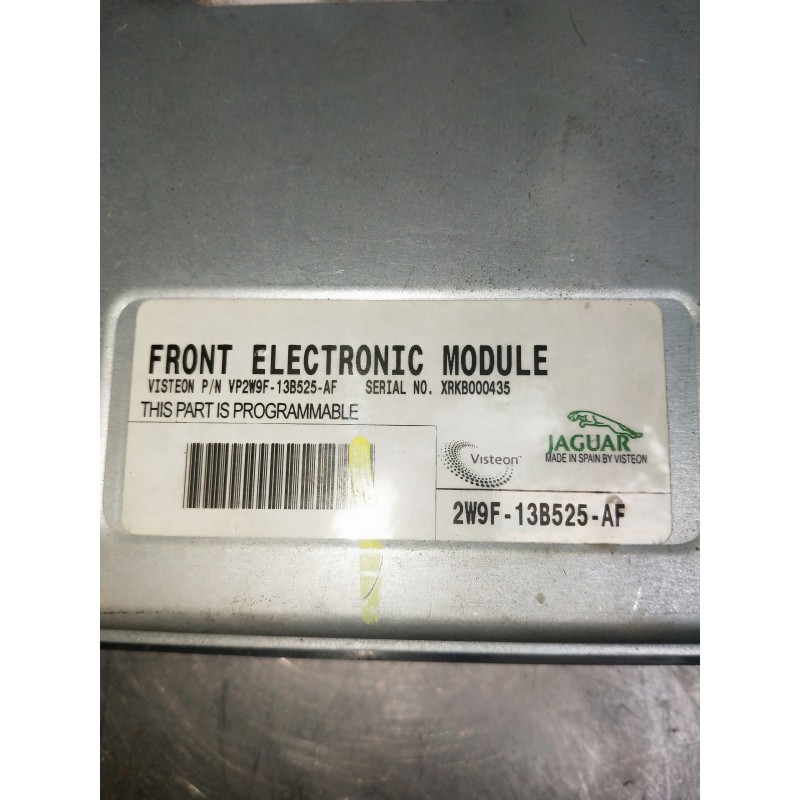 FRONT ELECTRONIC MODULE
VISTEON P/N VP2W9F-13B525-AF SERIAL NO. XRKB000435
THIS PART IS PROGRAMMABLE
Visteon™
JAGUAR
MADE IN SPAIN BY VISTEON
2W9F-13B525-AF